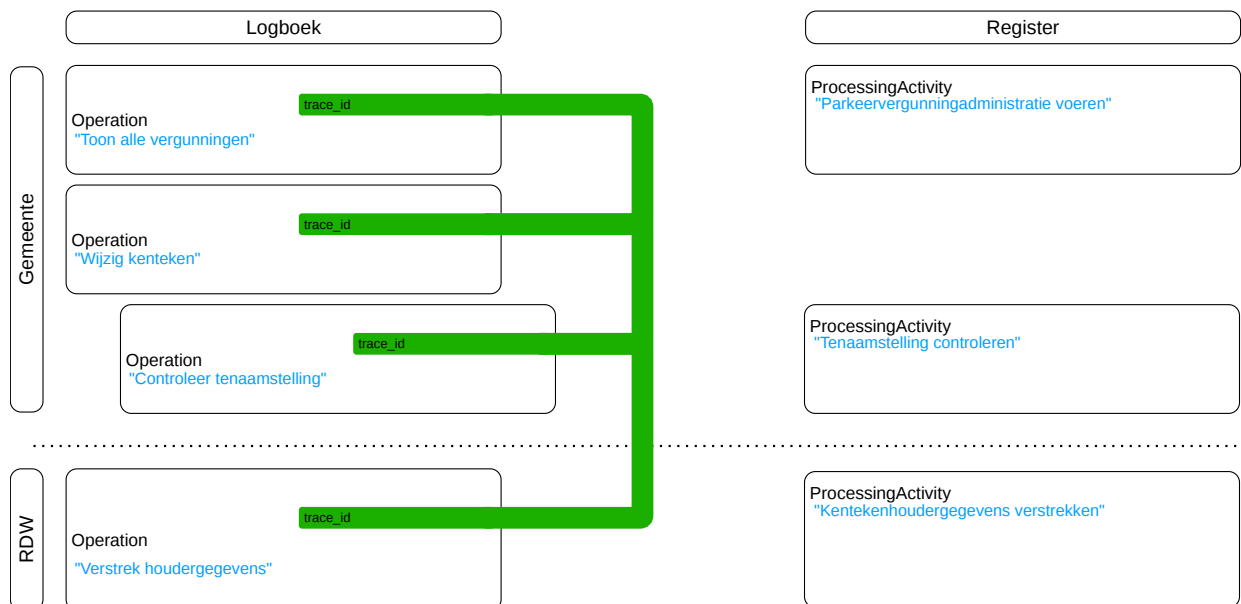 Logboek
Register
Gemeente
trace_id
Operation
"Toon alle vergunningen"
ProcessingActivity
"Parkeervergunningadministratie voeren"
trace_id
Operation
"Wijzig kenteken"
trace_id
Operation
"Controleer tenaamstelling"
ProcessingActivity
"Tenaamstelling controleren"
RDW
trace_id
Operation
"Verstrek houdergegevens"
ProcessingActivity
"Kentekenhoudergegevens verstrekken"